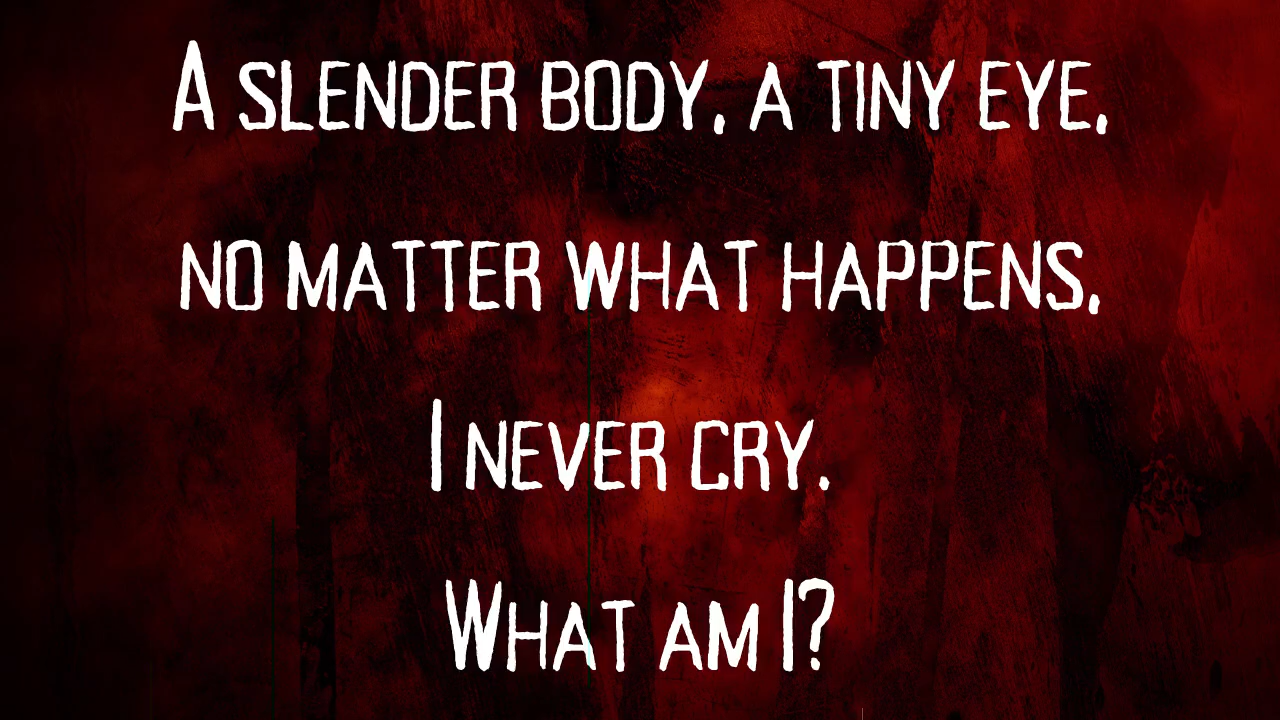 A slender body, a tiny eye,
no matter what happens,
I never cry.
What am I?